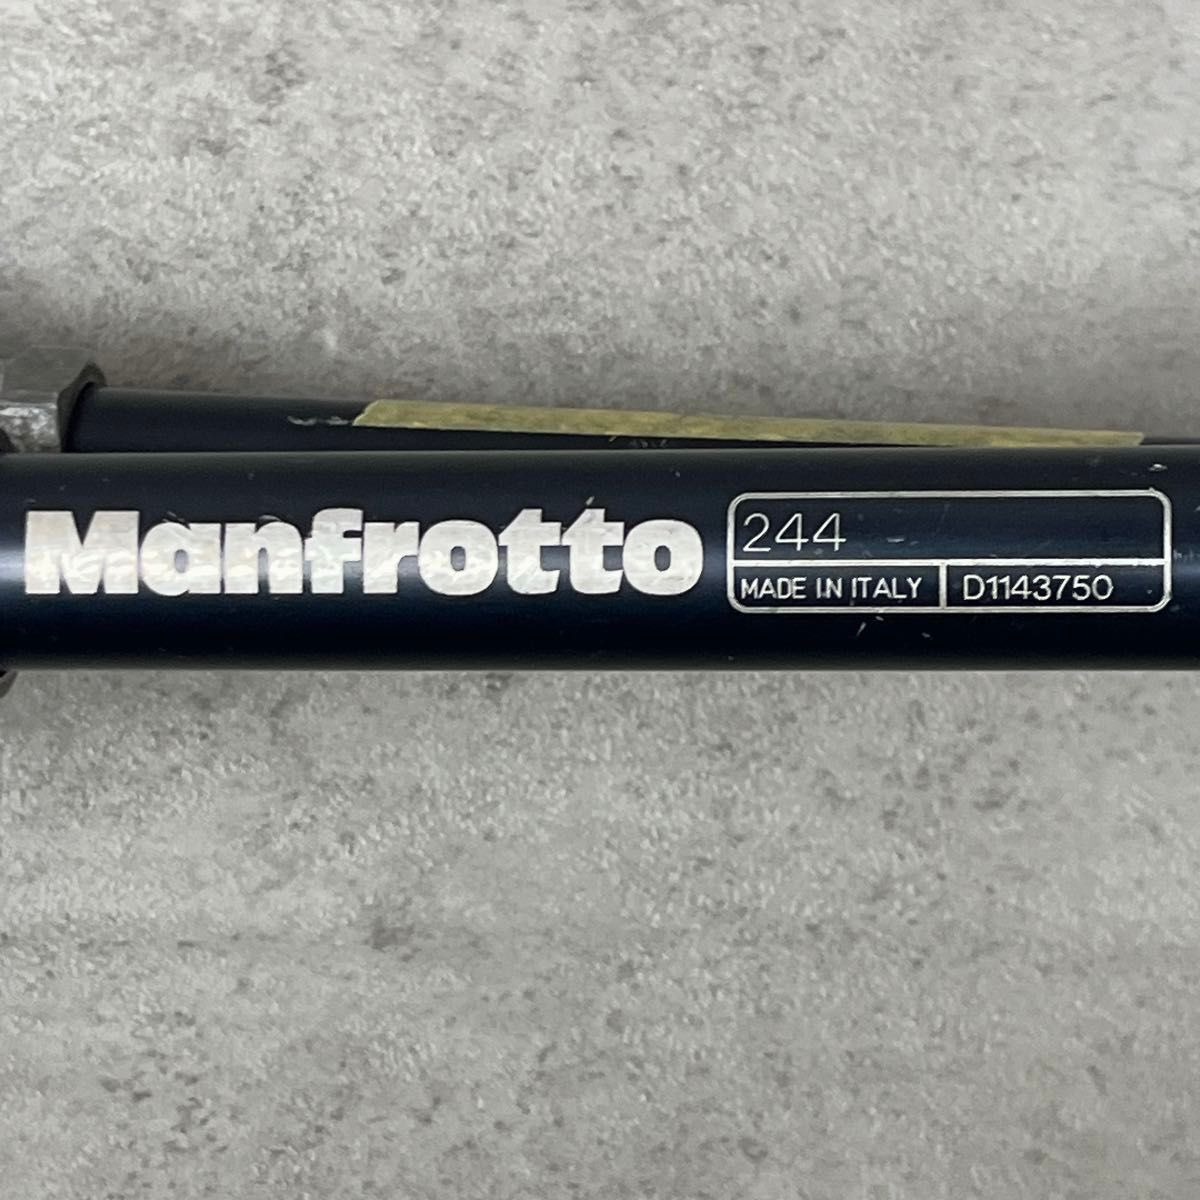 Manfrotto
244
MADE IN ITALY D1143750